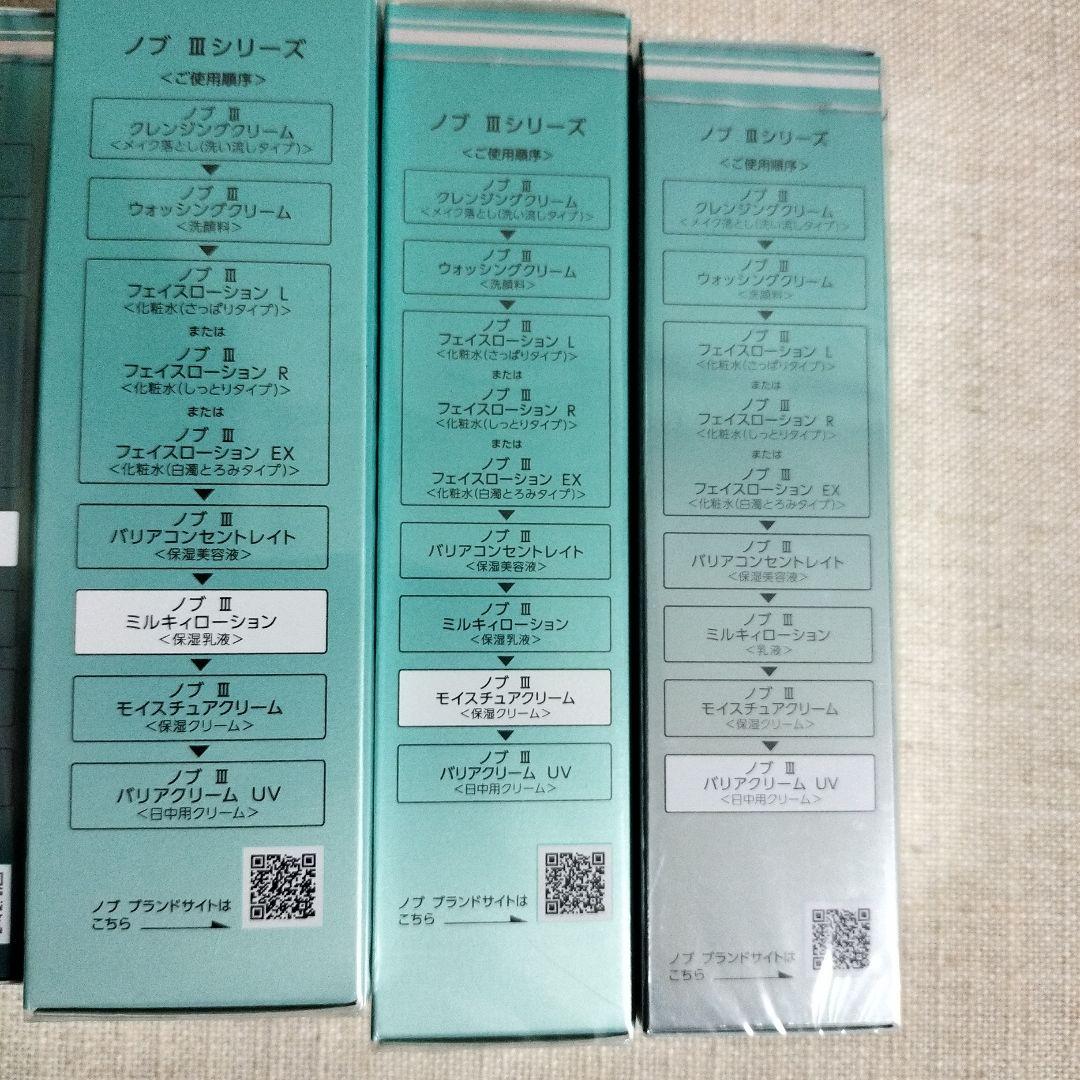 ノブ Ⅲシリーズ
<ご使用順序>
ノブ Ⅲ
クレンジングクリーム
<メイク落とし(洗い流しタイプ)>
ノブ Ⅲ
ウォッシングクリーム
<洗顔料>
ノブ Ⅲ
フェイスローション L
<化粧水(さっぱりタイプ)>
または
ノブ Ⅲ
フェイスローション R
<化粧水(しっとりタイプ)>
または
ノブ Ⅲ
フェイスローション EX
<化粧水(白濁とろみタイプ)>
ノブ Ⅲ
バリアコンセントレイト
<保湿美容液>
ノブ Ⅲ
ミルキィローション
<保湿乳液>
ノブ Ⅲ
モイスチュアクリーム
<保湿クリーム>
ノブ Ⅲ
バリアクリーム UV
<日中用クリーム>
ノブ ブランドサイトは
こちら
ノブ Ⅲシリーズ
<ご使用順序>
ノブ Ⅲ
クレンジングクリーム
<メイク落とし(洗い流しタイプ)>
ノブ Ⅲ
ウォッシングクリーム
<洗顔料>
ノブ Ⅲ
フェイスローション L
<化粧水(さっぱりタイプ)>
または
ノブ Ⅲ
フェイスローション R
<化粧水(しっとりタイプ)>
または
ノブ Ⅲ
フェイスローション EX
<化粧水(白濁とろみタイプ)>
ノブ Ⅲ
バリアコンセントレイト
<保湿美容液>
ノブ Ⅲ
ミルキィローション
<保湿乳液>
ノブ Ⅲ
モイスチュアクリーム
<保湿クリーム>
ノブ Ⅲ
バリアクリーム UV
<日中用クリーム>
ノブ ブランドサイトは
こちら
ノブ Ⅲシリーズ
<ご使用順序>
ノブ Ⅲ
クレンジングクリーム
<メイク落とし(洗い流しタイプ)>
ノブ Ⅲ
ウォッシングクリーム
<洗顔料>
ノブ Ⅲ
フェイスローション L
<化粧水(さっぱりタイプ)>
または
ノブ Ⅲ
フェイスローション R
<化粧水(しっとりタイプ)>
または
ノブ Ⅲ
フェイスローション EX
<化粧水(白濁とろみタイプ)>
ノブ Ⅲ
バリアコンセントレイト
<保湿美容液>
ノブ Ⅲ
ミルキィローション
<乳液>
ノブ Ⅲ
モイスチュアクリーム
<保湿クリーム>
ノブ Ⅲ
バリアクリーム UV
<日中用クリーム>
ノブ ブランドサイトは
こちら